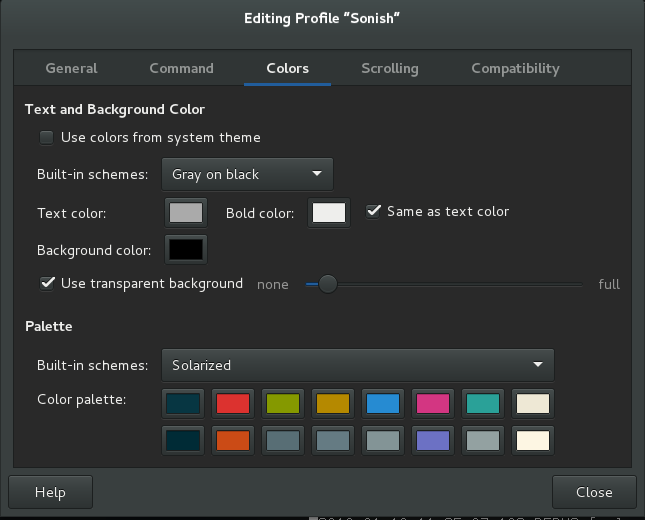 Editing Profile “Sonish”
General Command Colors Scrolling Compatibility
Text and Background Color
Use colors from system theme
Built-in schemes: Gray on black
Text color: Bold color: Same as text color
Background color:
Use transparent background none full
Palette
Built-in schemes: Solarized
Color palette:
Help Close